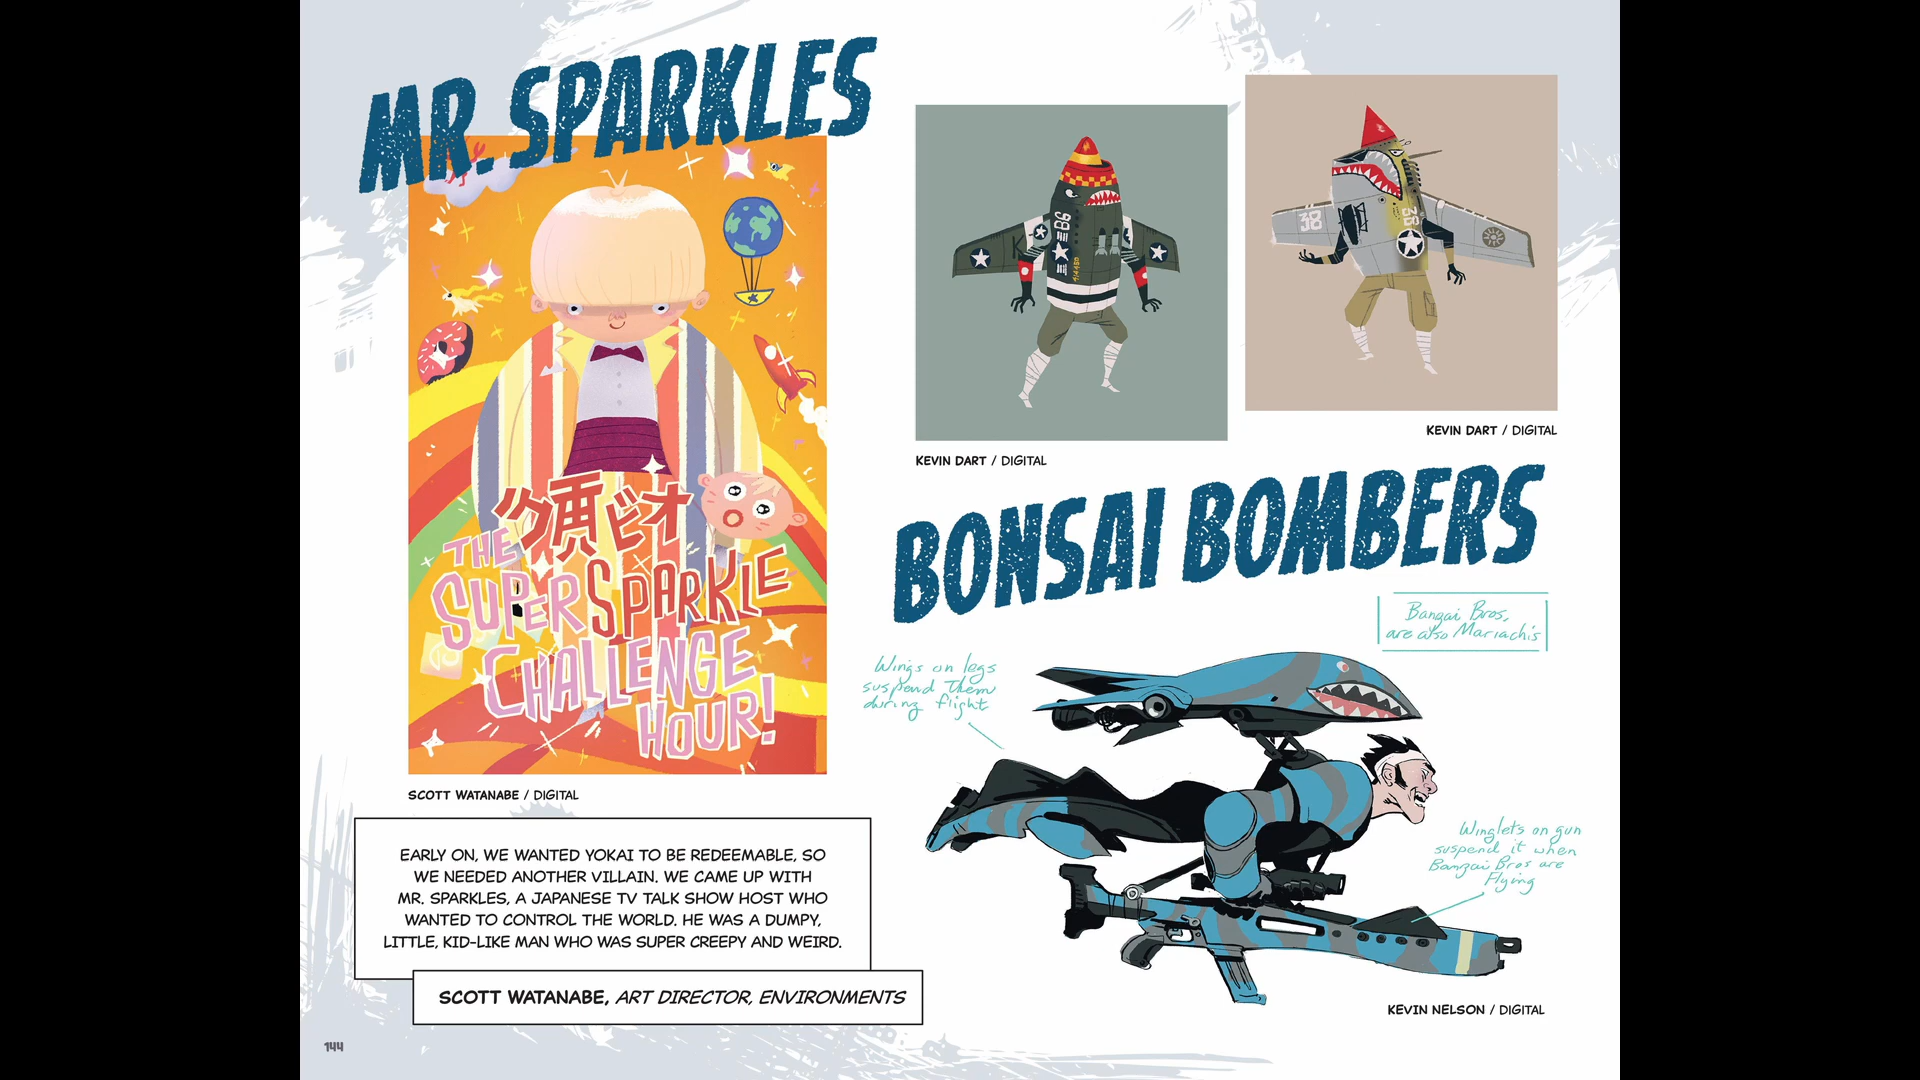 MR. SPARKLES
THE
SUPER SPARKLE
CHALLENGE
HOUR!
SCOTT WATANABE / DIGITAL
EARLY ON, WE WANTED YOKAI TO BE REDEEMABLE, SO
WE NEEDED ANOTHER VILLAIN. WE CAME UP WITH
MR. SPARKLES, A JAPANESE TV TALK SHOW HOST WHO
WANTED TO CONTROL THE WORLD. HE WAS A DUMPY,
LITTLE, KID-LIKE MAN WHO WAS SUPER CREEPY AND WEIRD.
SCOTT WATANABE, ART DIRECTOR, ENVIRONMENTS
144
KEVIN DART / DIGITAL
38
38
KEVIN DART / DIGITAL
BONSAI BOMBERS
Banzai Bros,
are also Mariachis
Wings on legs
suspend them
during flight
Winglets on gun
suspend it when
Banzai Bros are
Flying
KEVIN NELSON / DIGITAL